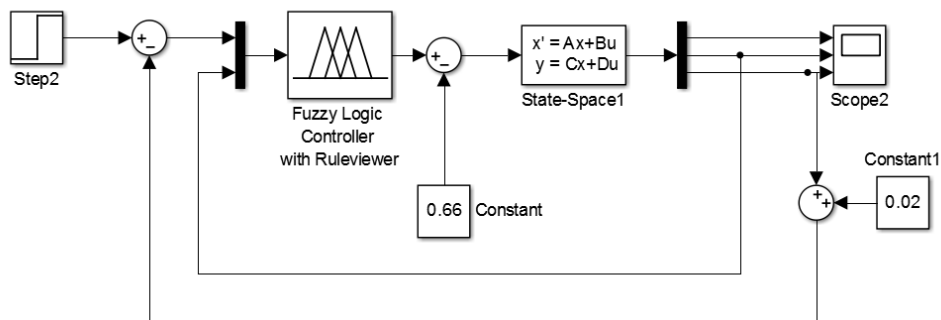 Step2
+
−
Fuzzy Logic
Controller
with Ruleviewer
+
−
0.66
Constant
x' = Ax+Bu
y = Cx+Du
State-Space1
Scope2
Constant1
+
+
0.02